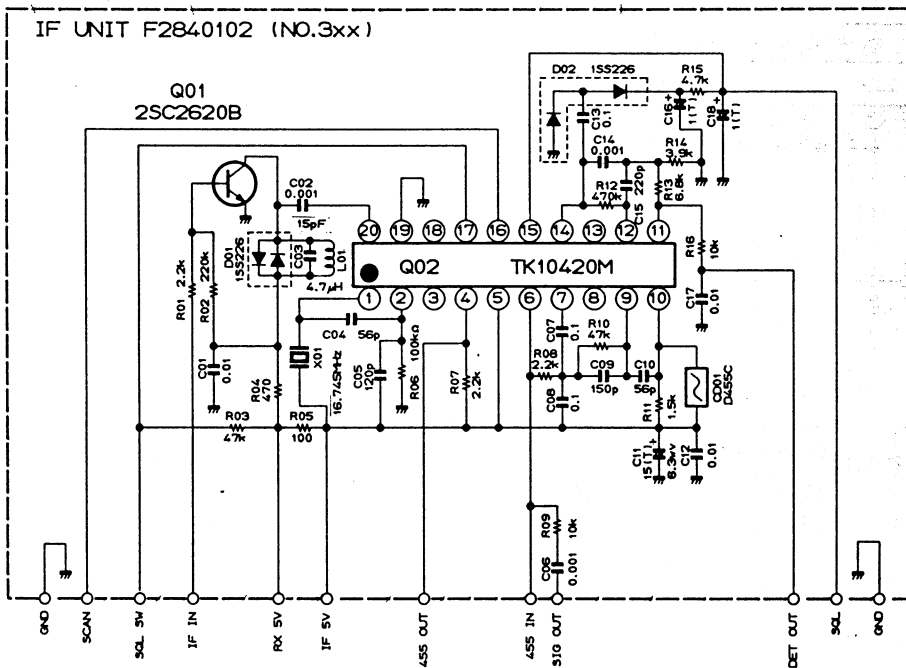 IF UNIT F2840102 (NO.3xx)
Q01
2SC2620B
D02 1SS226
R15
4.7k
C16 +
1(T)
C18 +
1(T)
C13
0.1
C14
0.001
R14
3.9k
R12
470k
220p
C15
R13
6.8k
C02
0.001
15pF
C03
L01
D01
1SS226
4.7μH
R01 2.2k
R02 220k
20 19 18 17 16 15 14 13 12 11
Q02 TK10420M
1 2 3 4 5 6 7 8 9 10
R16
10k
C17
0.01
C04 56p
X01
16.745MHz
C05
120p
R06 100kΩ
R07
2.2k
R08
2.2k
C07
0.1
R10
47k
C09
150p
C10
56p
C08
0.1
R11
1.5k
CD01
D455C
C01
0.01
R04
470
R03
47k
R05
100
C11
15(T) +
6.3wv
C12
0.01
R09
10k
C06
0.001
GND
SCAN
SQL SW
IF IN
RX 5V
IF 5V
455 OUT
455 IN
SIG OUT
DET OUT
SQL
GND